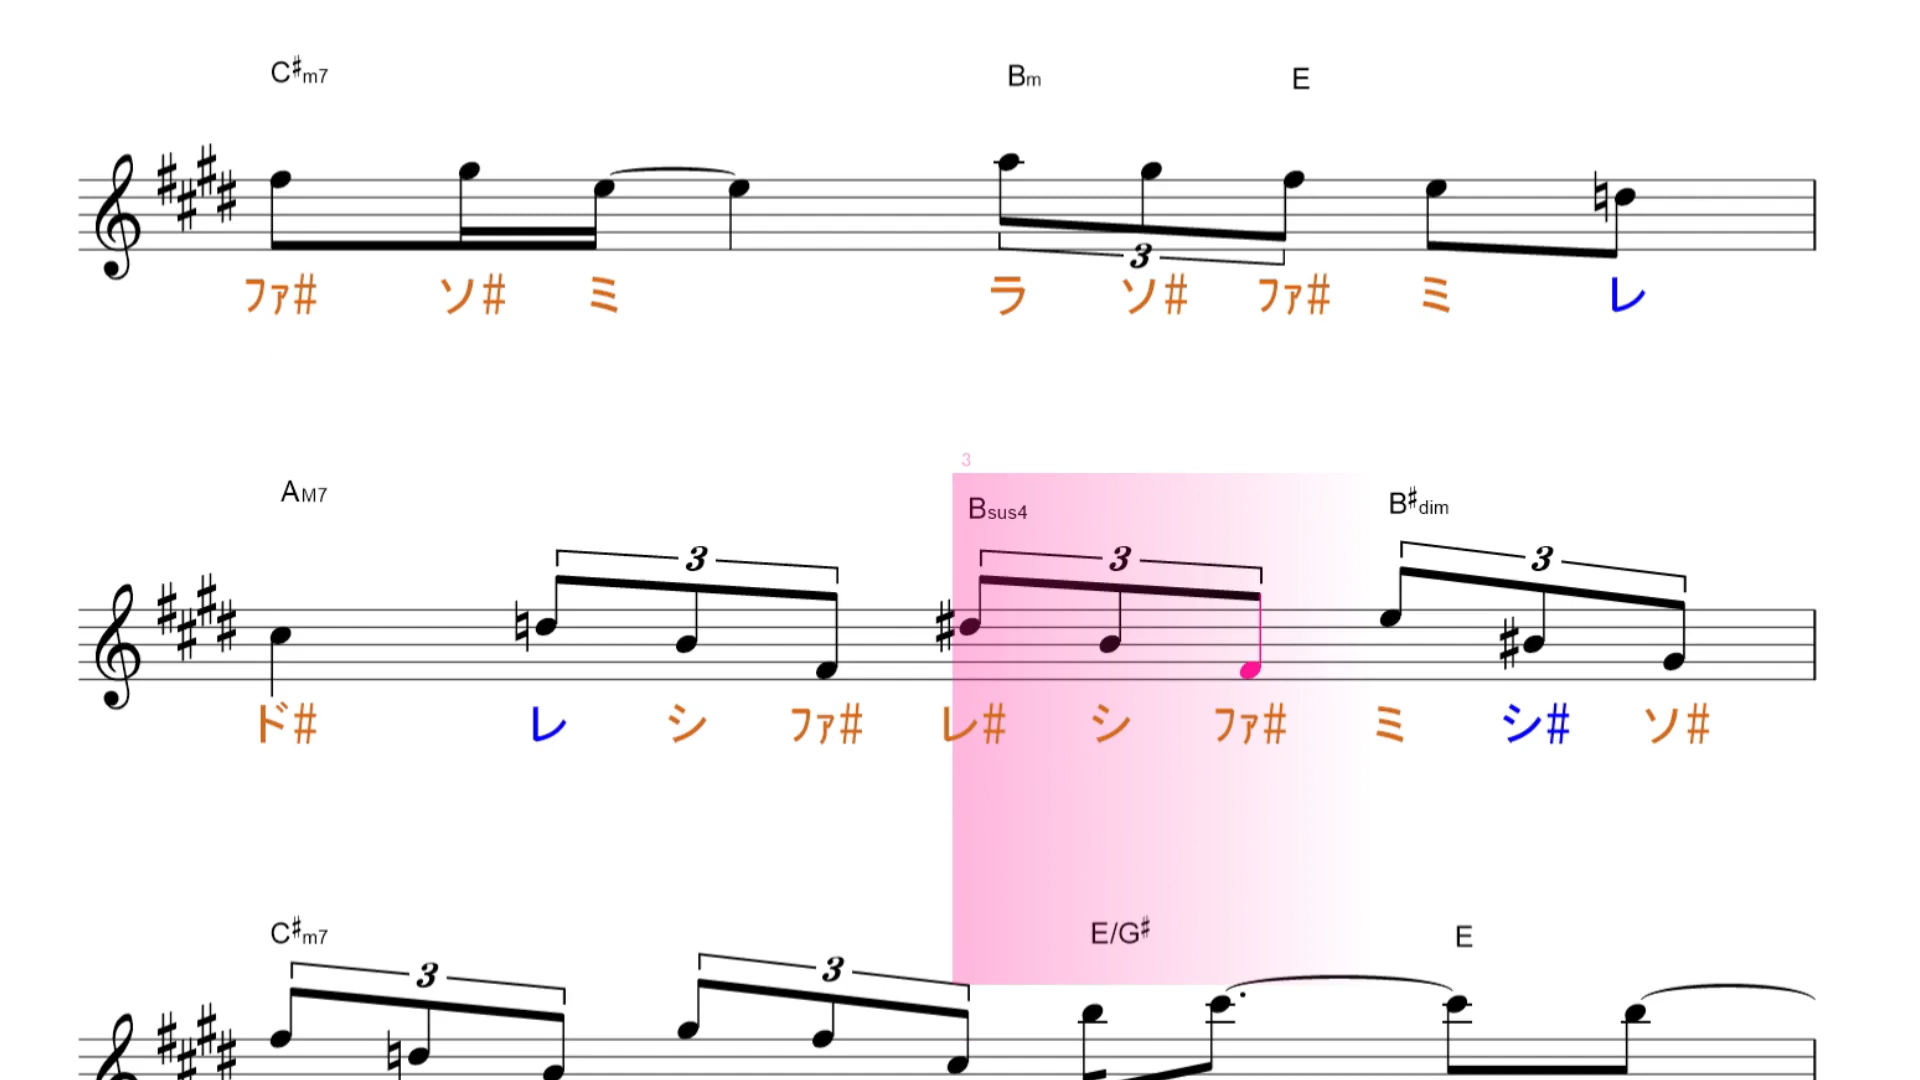 C♯m7 Bm E
3
ﾌｧ# ソ# ミ ラ ソ# ﾌｧ# ミ レ
3
AM7 Bsus4 B♯dim
3 3 3
ド# レ シ ﾌｧ# レ# シ ﾌｧ# ミ シ# ソ#
C♯m7 E/G♯ E
3 3